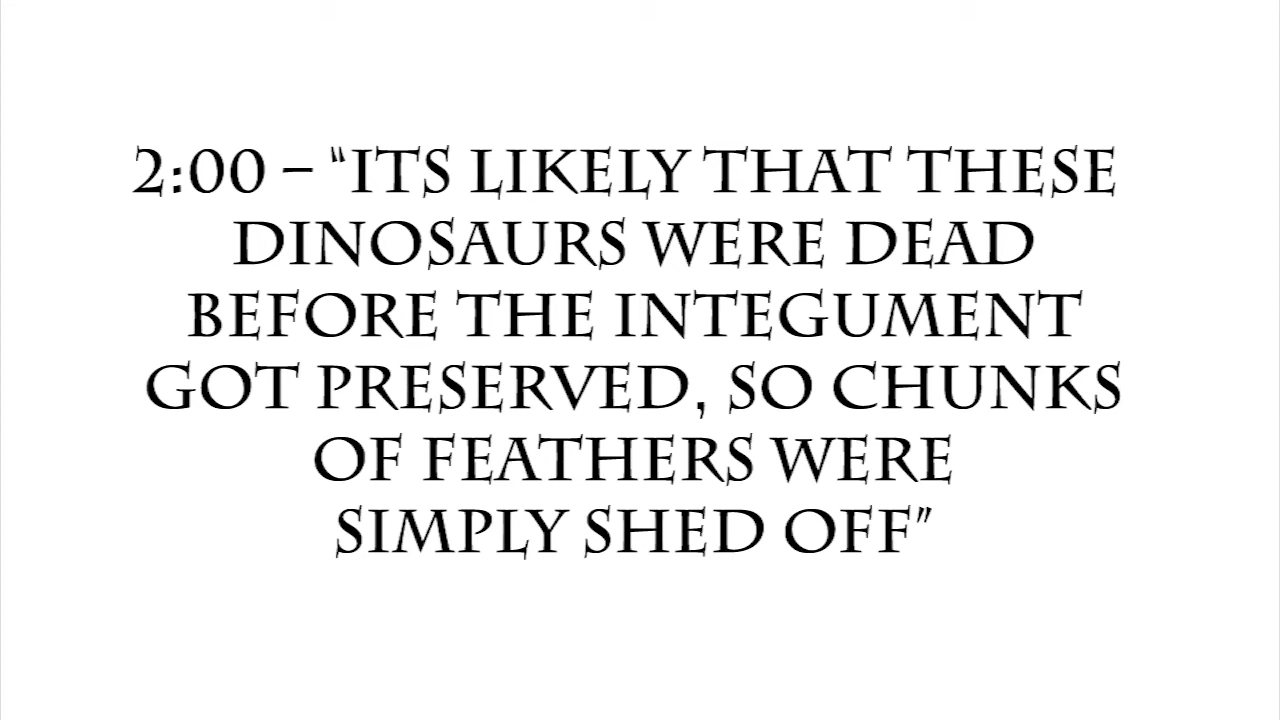 2:00 – "ITS LIKELY THAT THESE
DINOSAURS WERE DEAD
BEFORE THE INTEGUMENT
GOT PRESERVED, SO CHUNKS
OF FEATHERS WERE
SIMPLY SHED OFF"